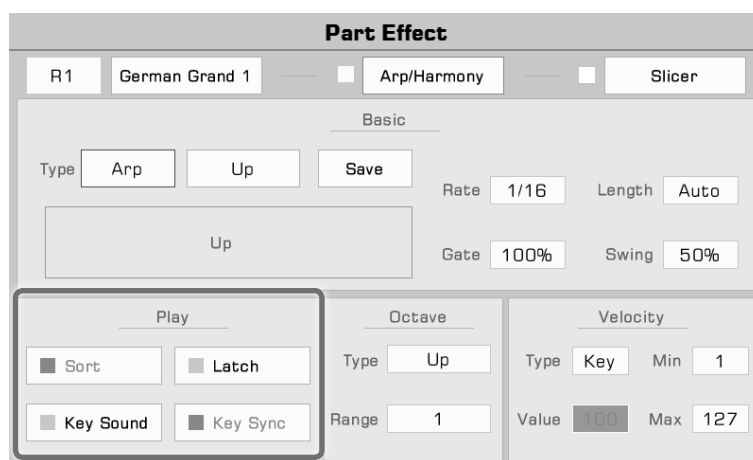 Part Effect
R1 German Grand 1 Arp/Harmony Slicer
Basic
Type Arp Up Save
Rate 1/16 Length Auto
Up
Gate 100% Swing 50%
Play
Sort Latch
Key Sound Key Sync
Octave
Type Up
Range 1
Velocity
Type Key Min 1
Value 100 Max 127